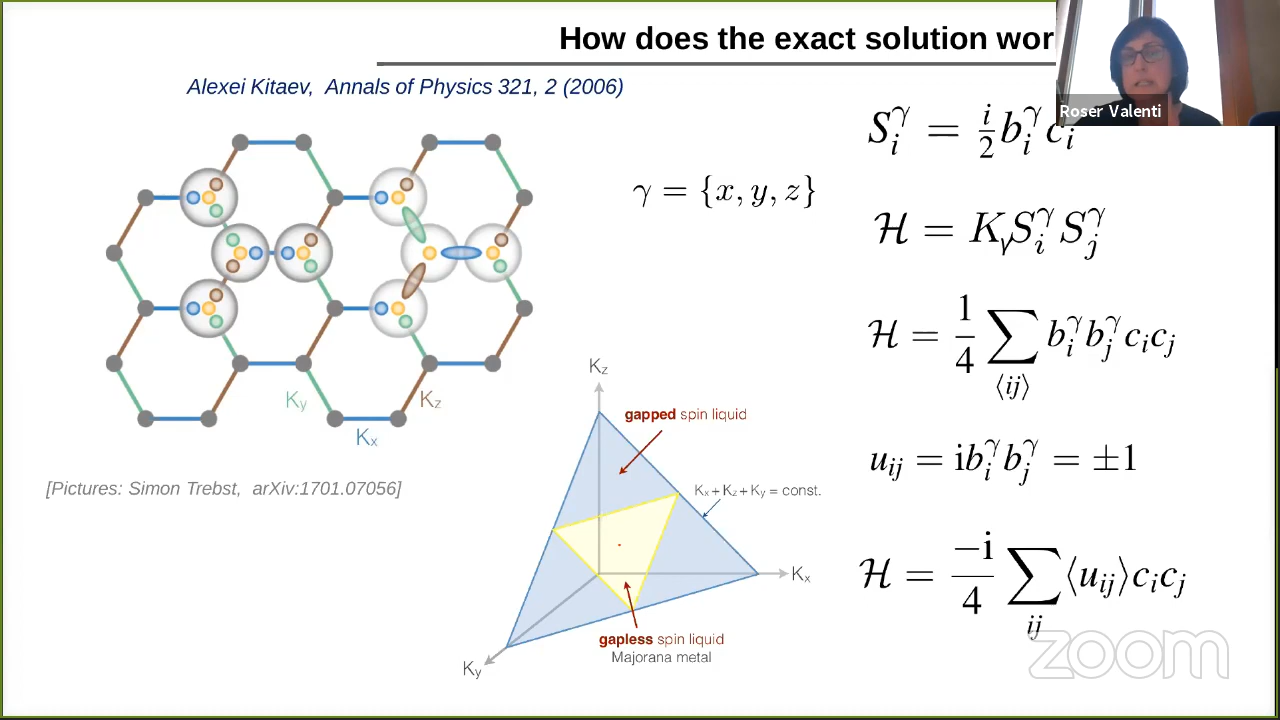 How does the exact solution wor
Roser Valenti
Alexei Kitaev, Annals of Physics 321, 2 (2006)
S_i^γ = i/2 b_i^γ c_i
γ = {x, y, z}
ℋ = K_γ S_i^γ S_j^γ
ℋ = 1/4 ∑_⟨ij⟩ b_i^γ b_j^γ c_i c_j
u_ij = i b_i^γ b_j^γ = ±1
ℋ = −i/4 ∑_ij ⟨u_ij⟩ c_i c_j
K_y
K_z
K_x
[Pictures: Simon Trebst, arXiv:1701.07056]
K_z
gapped spin liquid
K_x + K_z + K_y = const.
K_x
gapless spin liquid
Majorana metal
K_y
zoom